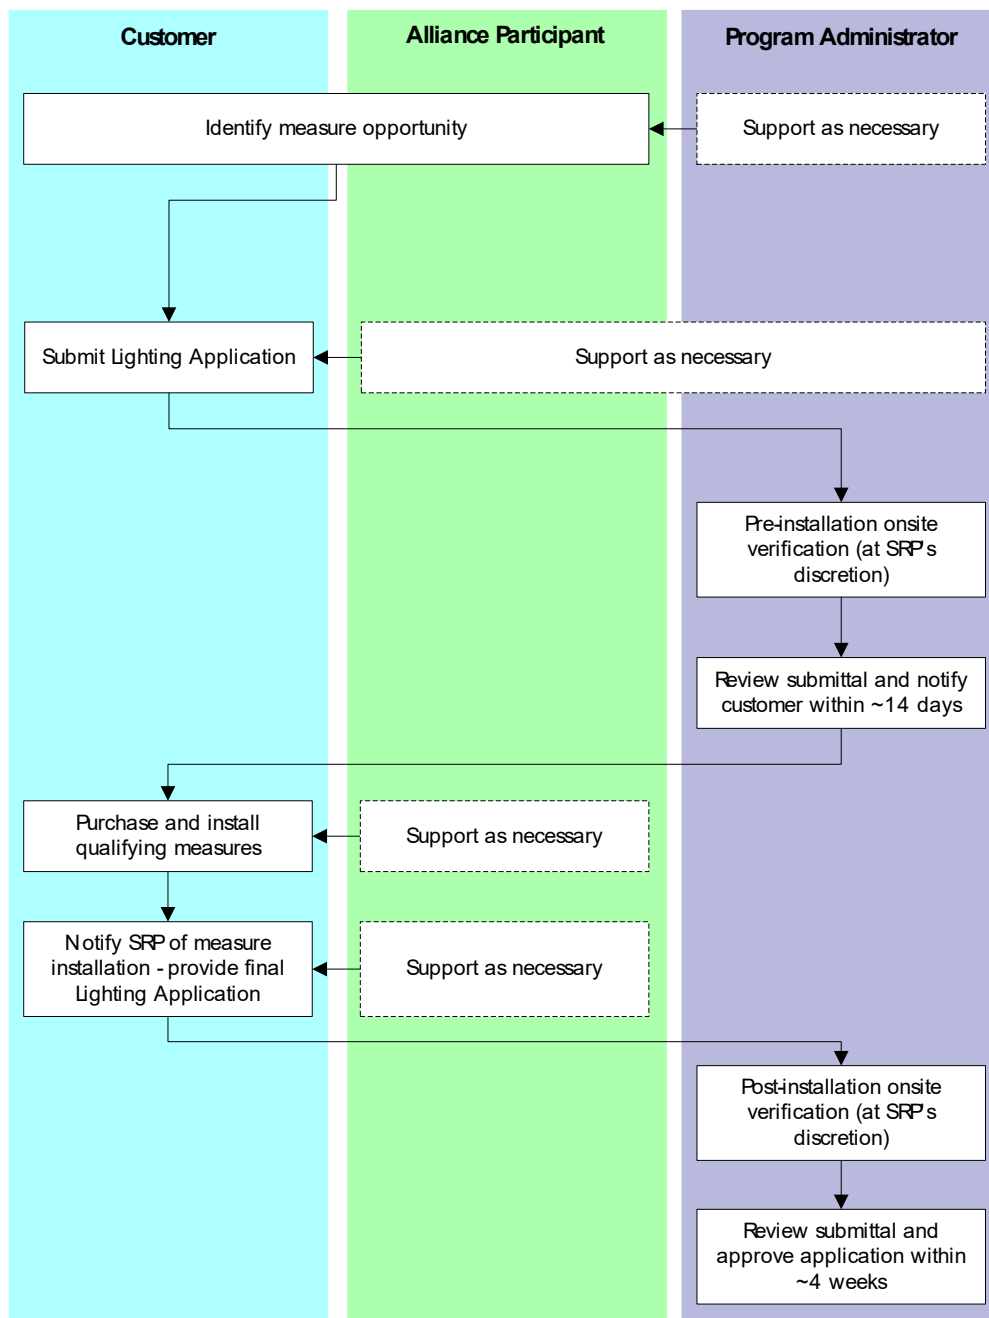 Customer
Alliance Participant
Program Administrator
Identify measure opportunity
Support as necessary
Submit Lighting Application
Support as necessary
Pre-installation onsite
verification (at SRP's
discretion)
Review submittal and notify
customer within ~14 days
Purchase and install
qualifying measures
Support as necessary
Notify SRP of measure
installation - provide final
Lighting Application
Support as necessary
Post-installation onsite
verification (at SRP's
discretion)
Review submittal and
approve application within
~4 weeks